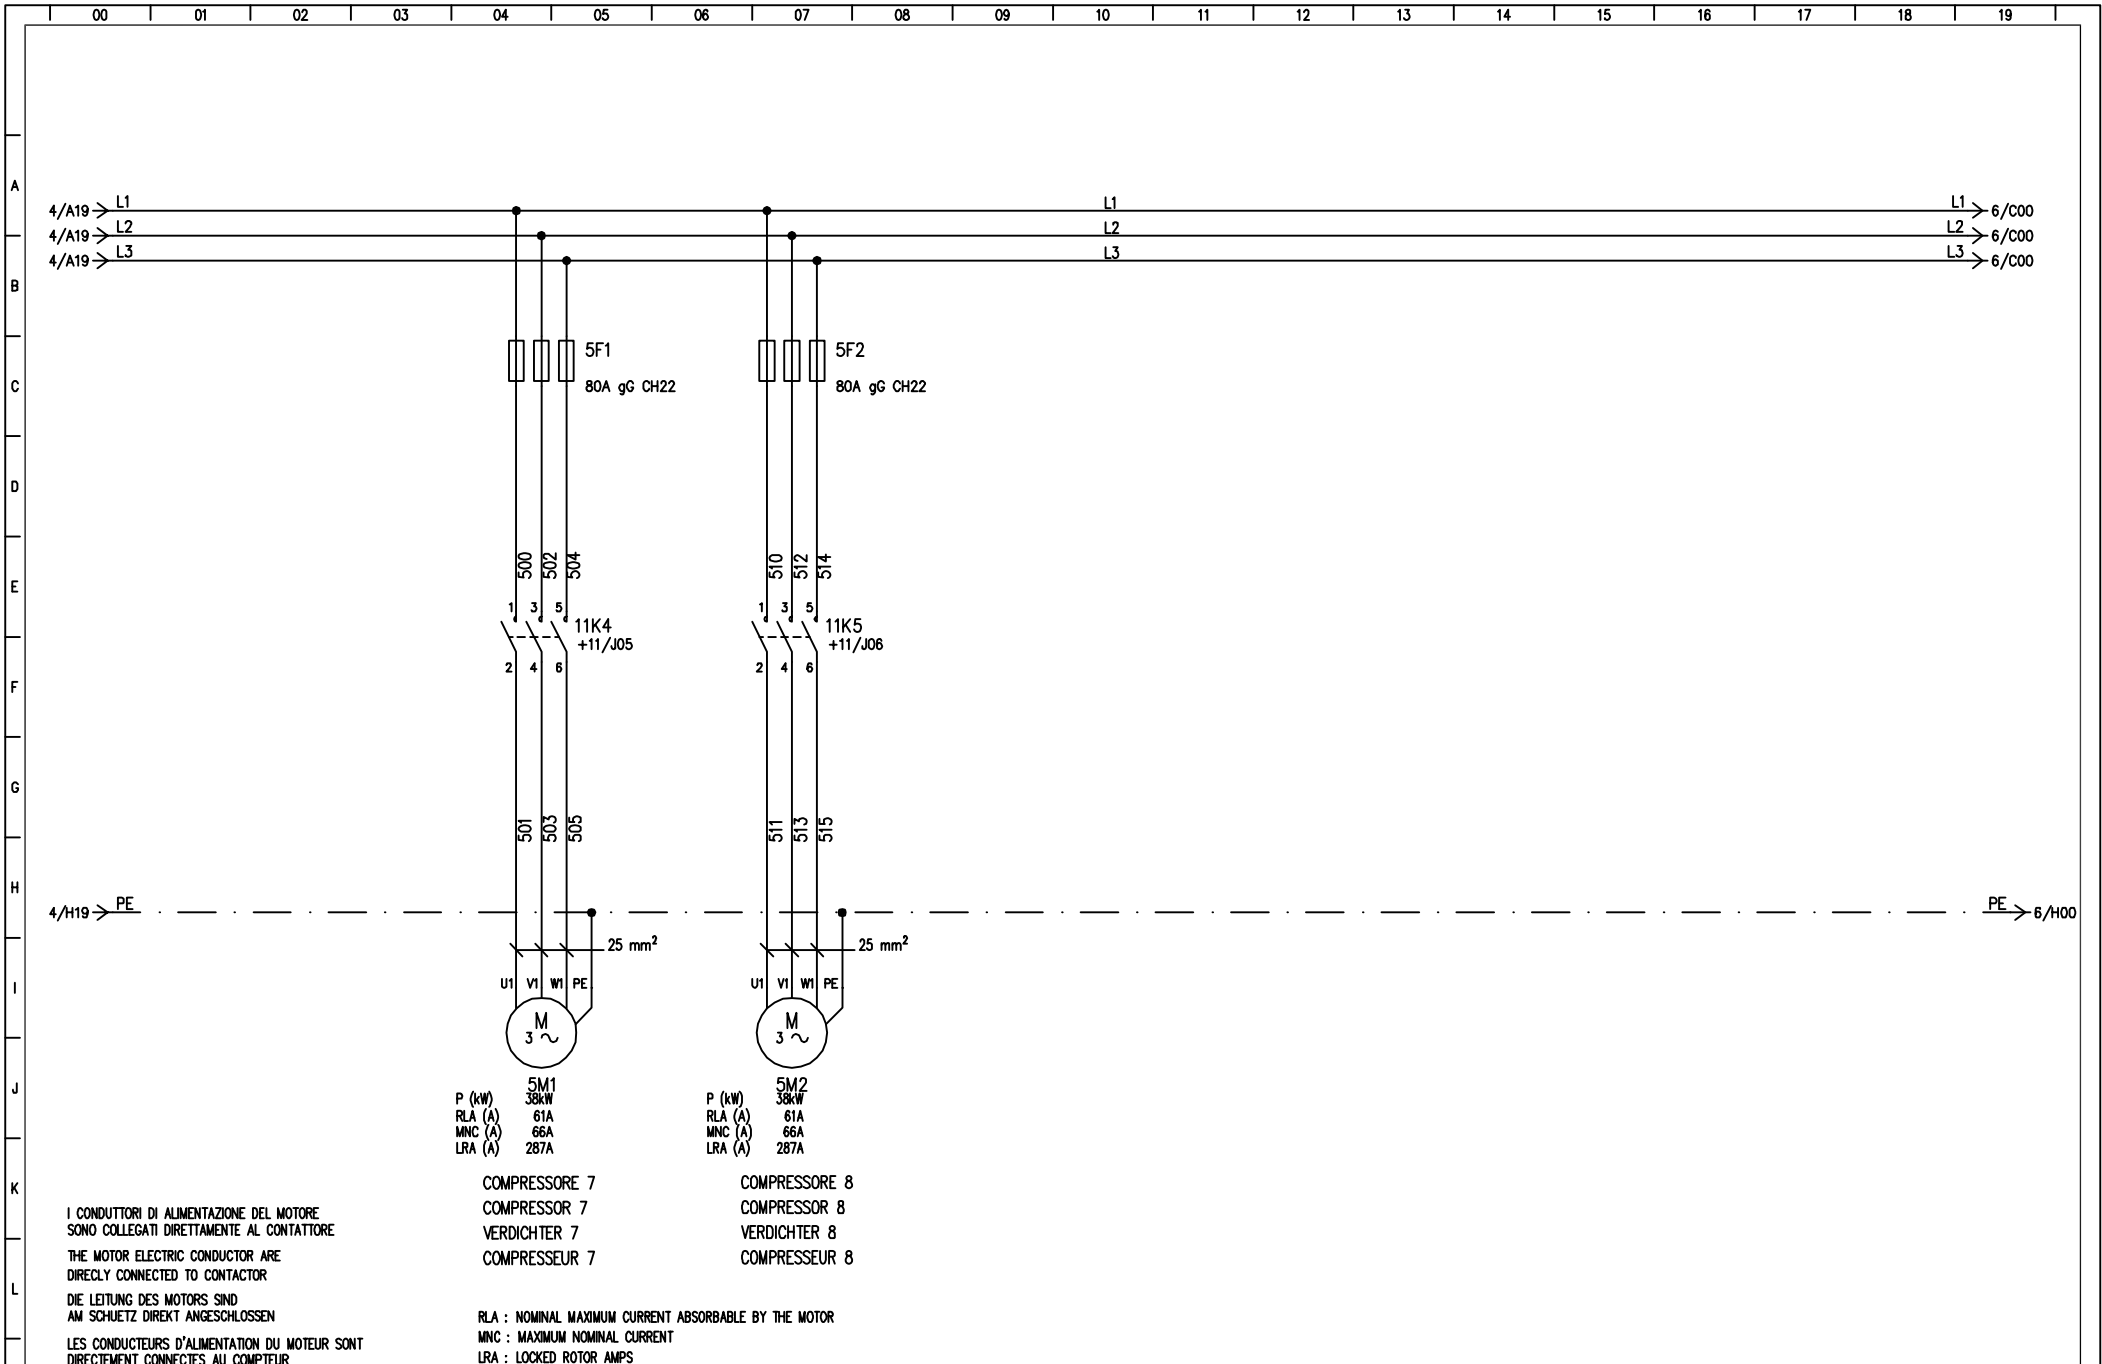 00 01 02 03 04 05 06 07 08 09 10 11 12 13 14 15 16 17 18 19
A
4/A19 L1 L1 L1 6/C00
4/A19 L2 L2 L2 6/C00
4/A19 L3 L3 L3 6/C00
B
5F1 5F2
C
80A gG CH22 80A gG CH22
D
500 502 504 510 512 514
E
1 3 5 1 3 5
11K4 11K5
+11/J05 +11/J06
2 4 6 2 4 6
F
G
501 503 505 511 513 515
H
4/H19 PE PE 6/H00
25 mm² 25 mm²
I
U1 V1 W1 PE U1 V1 W1 PE
M M
3 ~ 3 ~
J
5M1 5M2
P (kW) 38kW P (kW) 38kW
RLA (A) 61A RLA (A) 61A
MNC (A) 66A MNC (A) 66A
LRA (A) 287A LRA (A) 287A
K
COMPRESSORE 7 COMPRESSORE 8
COMPRESSOR 7 COMPRESSOR 8
VERDICHTER 7 VERDICHTER 8
COMPRESSEUR 7 COMPRESSEUR 8
I CONDUTTORI DI ALIMENTAZIONE DEL MOTORE
SONO COLLEGATI DIRETTAMENTE AL CONTATTORE
THE MOTOR ELECTRIC CONDUCTOR ARE
DIRECLY CONNECTED TO CONTACTOR
L
DIE LEITUNG DES MOTORS SIND
AM SCHUETZ DIREKT ANGESCHLOSSEN
LES CONDUCTEURS D'ALIMENTATION DU MOTEUR SONT
DIRECTEMENT CONNECTES AU COMPTEUR
RLA : NOMINAL MAXIMUM CURRENT ABSORBABLE BY THE MOTOR
MNC : MAXIMUM NOMINAL CURRENT
LRA : LOCKED ROTOR AMPS